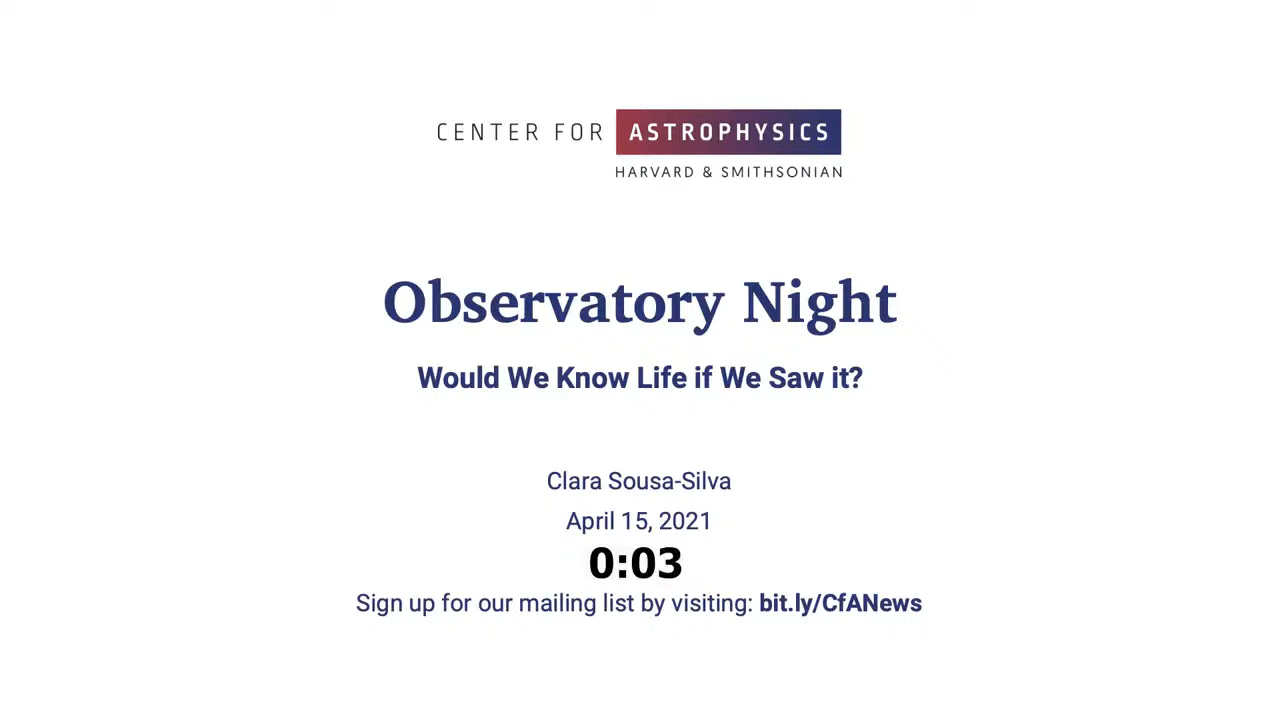 CENTER FOR ASTROPHYSICS
HARVARD & SMITHSONIAN
Observatory Night
Would We Know Life if We Saw it?
Clara Sousa-Silva
April 15, 2021
0:03
Sign up for our mailing list by visiting: bit.ly/CfANews